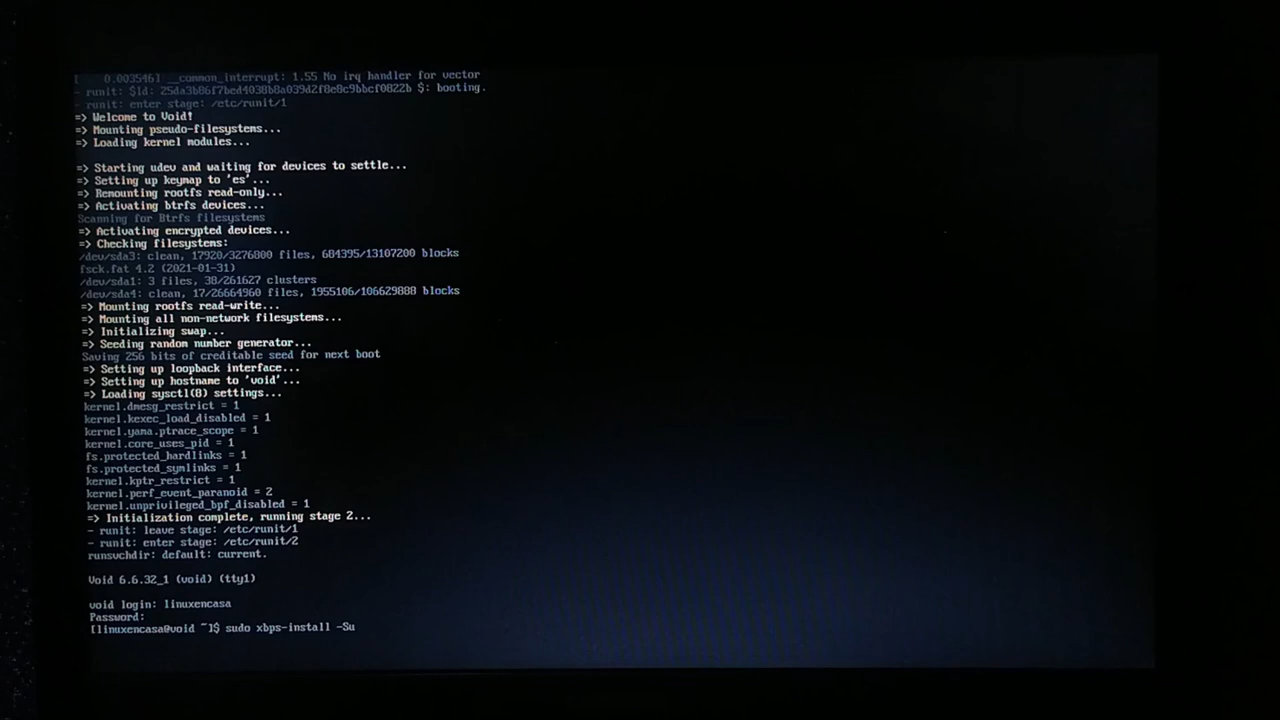 [    0.003546] __common_interrupt: 1.55 No irq handler for vector
- runit: $Id: 25da3b86f7bed4038b8a039d2f8e8c9bbcf0822b $: booting.
- runit: enter stage: /etc/runit/1
=> Welcome to Void!
=> Mounting pseudo-filesystems...
=> Loading kernel modules...
=> Starting udev and waiting for devices to settle...
=> Setting up keymap to 'es'...
=> Remounting rootfs read-only...
=> Activating btrfs devices...
Scanning for Btrfs filesystems
=> Activating encrypted devices...
=> Checking filesystems:
/dev/sda3: clean, 17920/3276800 files, 684395/13107200 blocks
fsck.fat 4.2 (2021-01-31)
/dev/sda1: 3 files, 38/261627 clusters
/dev/sda4: clean, 17/26664960 files, 1955106/106629888 blocks
=> Mounting rootfs read-write...
=> Mounting all non-network filesystems...
=> Initializing swap...
=> Seeding random number generator...
Saving 256 bits of creditable seed for next boot
=> Setting up loopback interface...
=> Setting up hostname to 'void'...
=> Loading sysctl(8) settings...
kernel.dmesg_restrict = 1
kernel.kexec_load_disabled = 1
kernel.yama.ptrace_scope = 1
kernel.core_uses_pid = 1
fs.protected_hardlinks = 1
fs.protected_symlinks = 1
kernel.kptr_restrict = 1
kernel.perf_event_paranoid = 2
kernel.unprivileged_bpf_disabled = 1
=> Initialization complete, running stage 2...
- runit: leave stage: /etc/runit/1
- runit: enter stage: /etc/runit/2
runsvchdir: default: current.
Void 6.6.32_1 (void) (tty1)
void login: linuxencasa
Password:
[linuxencasa@void ~]$ sudo xbps-install -Su